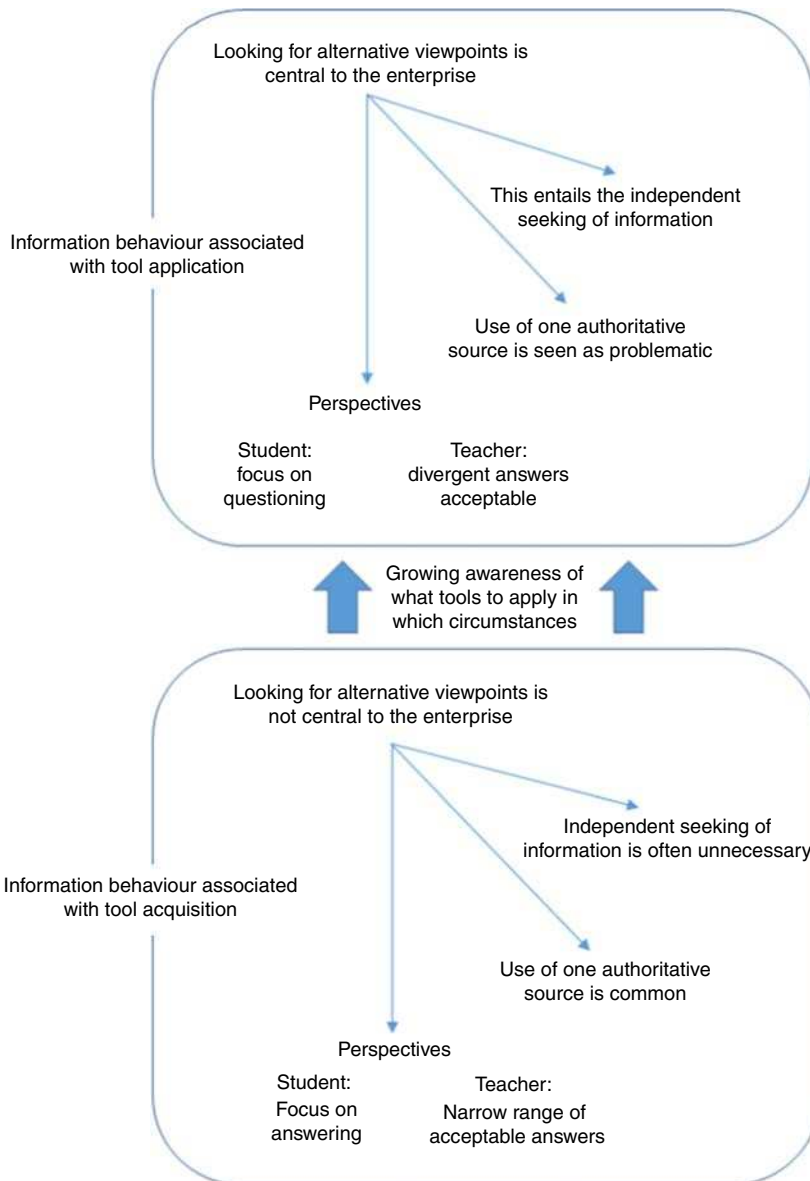 Looking for alternative viewpoints is
central to the enterprise
This entails the independent
seeking of information
Information behaviour associated
with tool application
Use of one authoritative
source is seen as problematic
Perspectives
Student:
focus on
questioning
Teacher:
divergent answers
acceptable
Growing awareness of
what tools to apply in
which circumstances
Looking for alternative viewpoints is
not central to the enterprise
Independent seeking of
information is often unnecessary
Information behaviour associated
with tool acquisition
Use of one authoritative
source is common
Perspectives
Student:
Focus on
answering
Teacher:
Narrow range of
acceptable answers